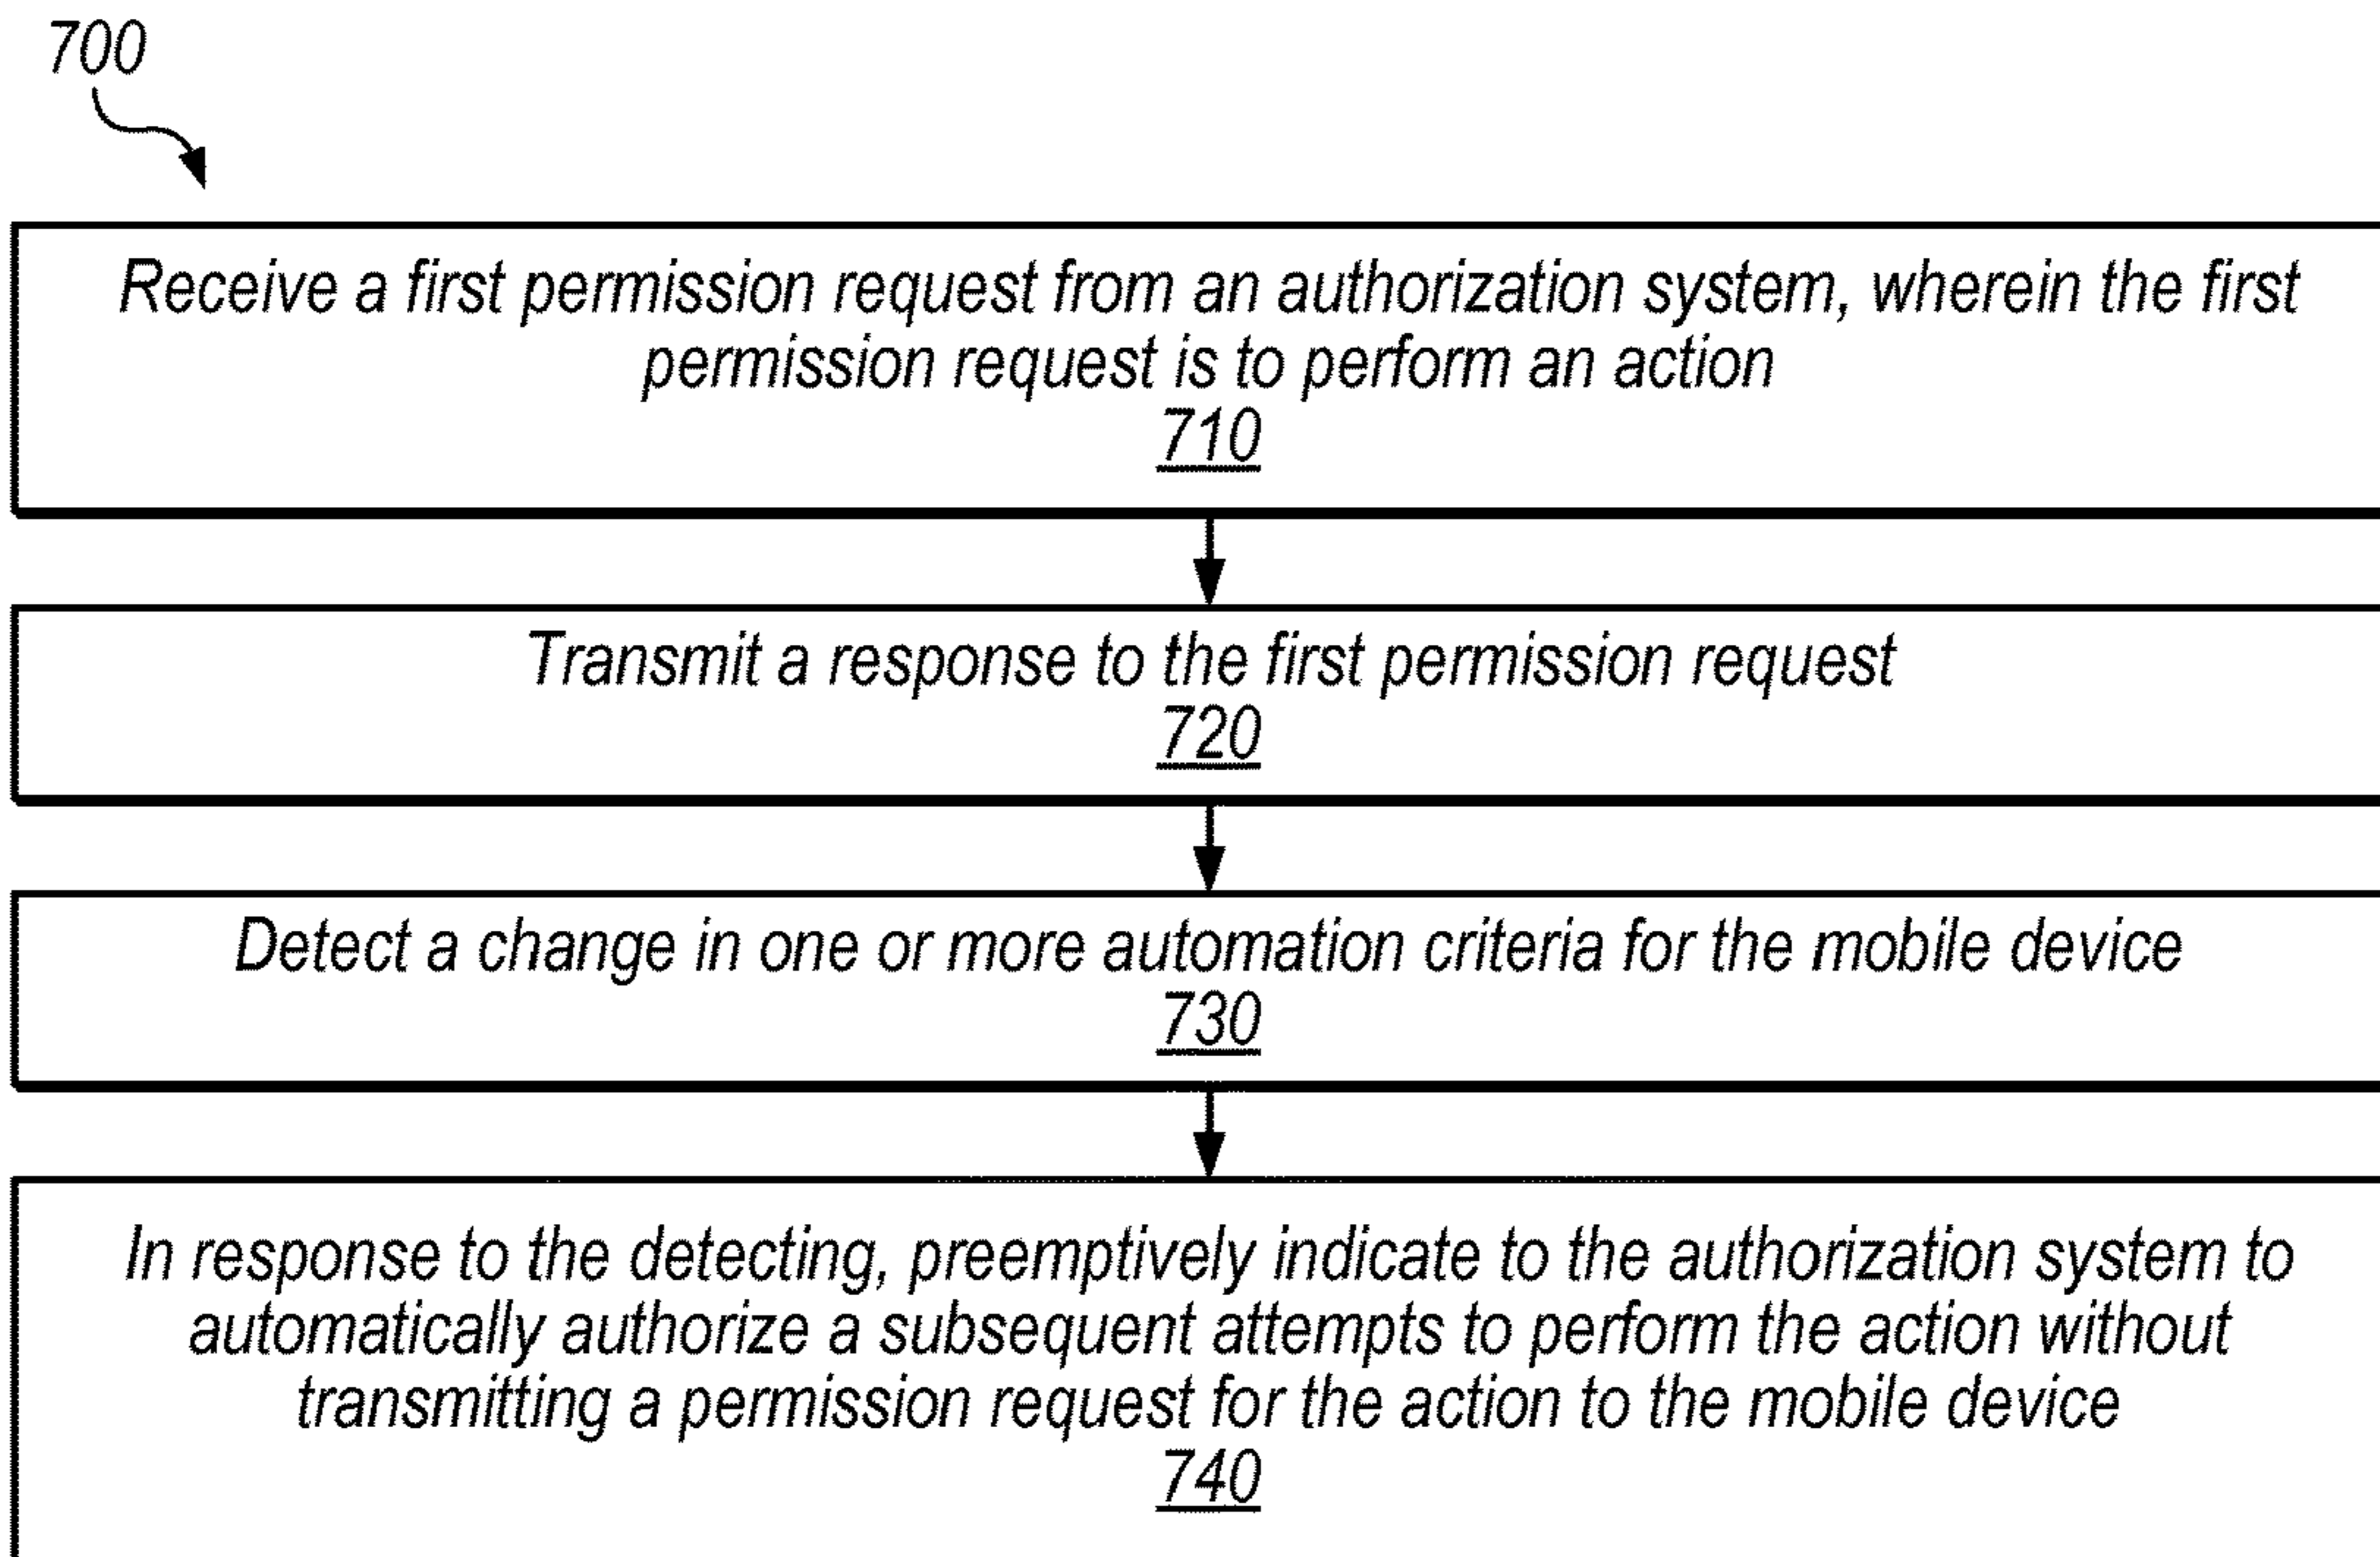 700
Receive a first permission request from an authorization system, wherein the first
permission request is to perform an action
710
Transmit a response to the first permission request
720
Detect a change in one or more automation criteria for the mobile device
730
In response to the detecting, preemptively indicate to the authorization system to
automatically authorize a subsequent attempts to perform the action without
transmitting a permission request for the action to the mobile device
740